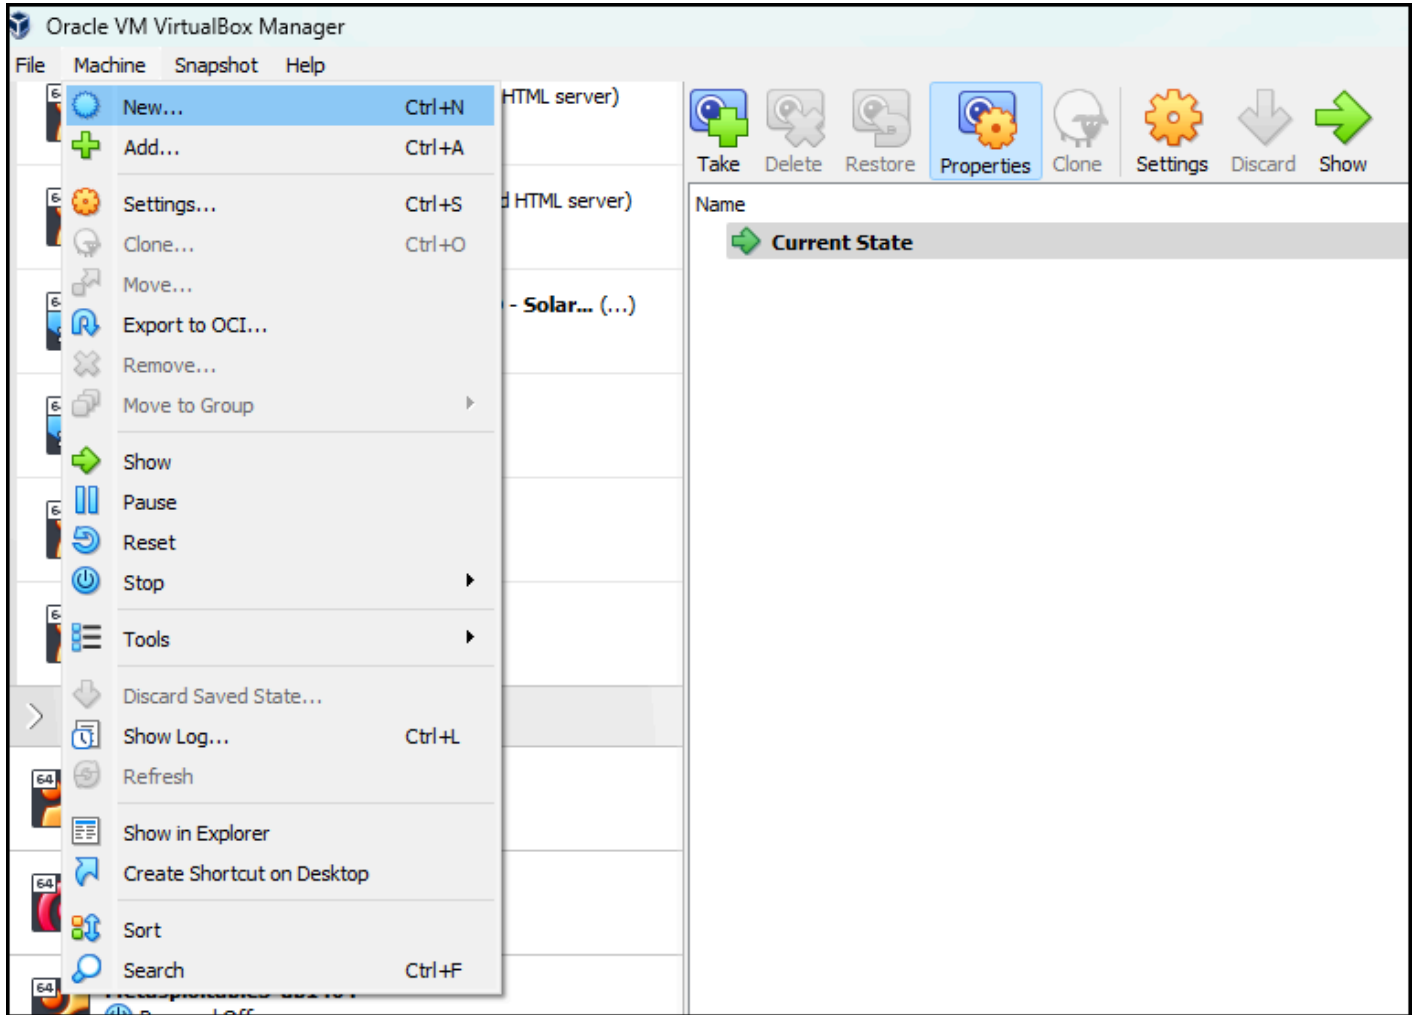 Oracle VM VirtualBox Manager
File Machine Snapshot Help
New... Ctrl+N
Add... Ctrl+A
Settings... Ctrl+S
Clone... Ctrl+O
Move...
Export to OCI...
Remove...
Move to Group
Show
Pause
Reset
Stop
Tools
Discard Saved State...
Show Log... Ctrl+L
Refresh
Show in Explorer
Create Shortcut on Desktop
Sort
Search Ctrl+F
HTML server)
HTML server)
- Solar... (...)
64
64
64
Take Delete Restore Properties Clone Settings Discard Show
Name
Current State